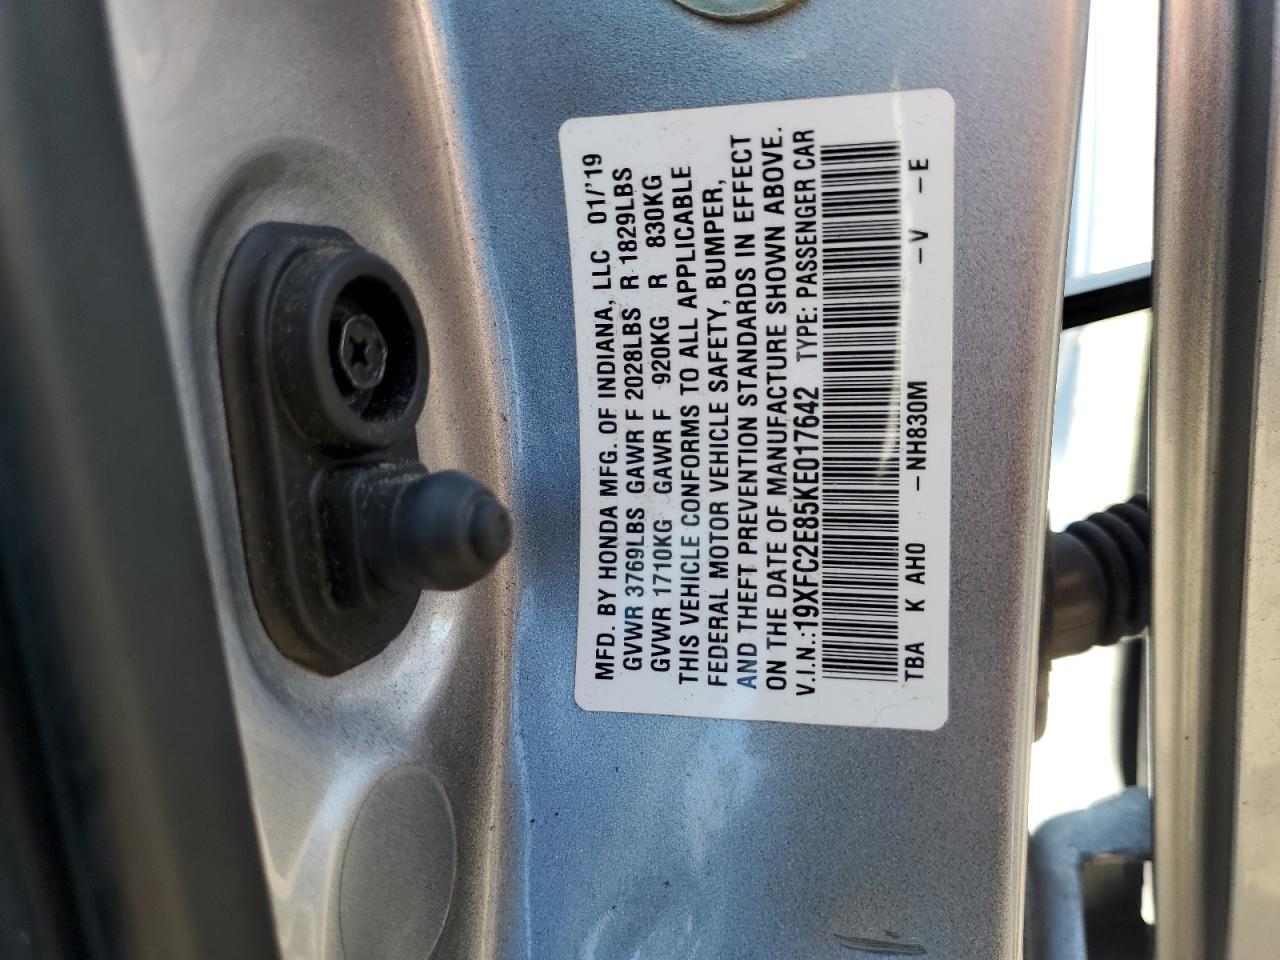 MFD. BY HONDA MFG. OF INDIANA, LLC 01/'19
GVWR 3769LBS GAWR F 2028LBS R 1829LBS
GVWR 1710KG GAWR F 920KG R 830KG
THIS VEHICLE CONFORMS TO ALL APPLICABLE
FEDERAL MOTOR VEHICLE SAFETY, BUMPER,
AND THEFT PREVENTION STANDARDS IN EFFECT
ON THE DATE OF MANUFACTURE SHOWN ABOVE.
V.I.N.:19XFC2E85KE017642 TYPE: PASSENGER CAR
TBA K AH0 -NH830M -V -E